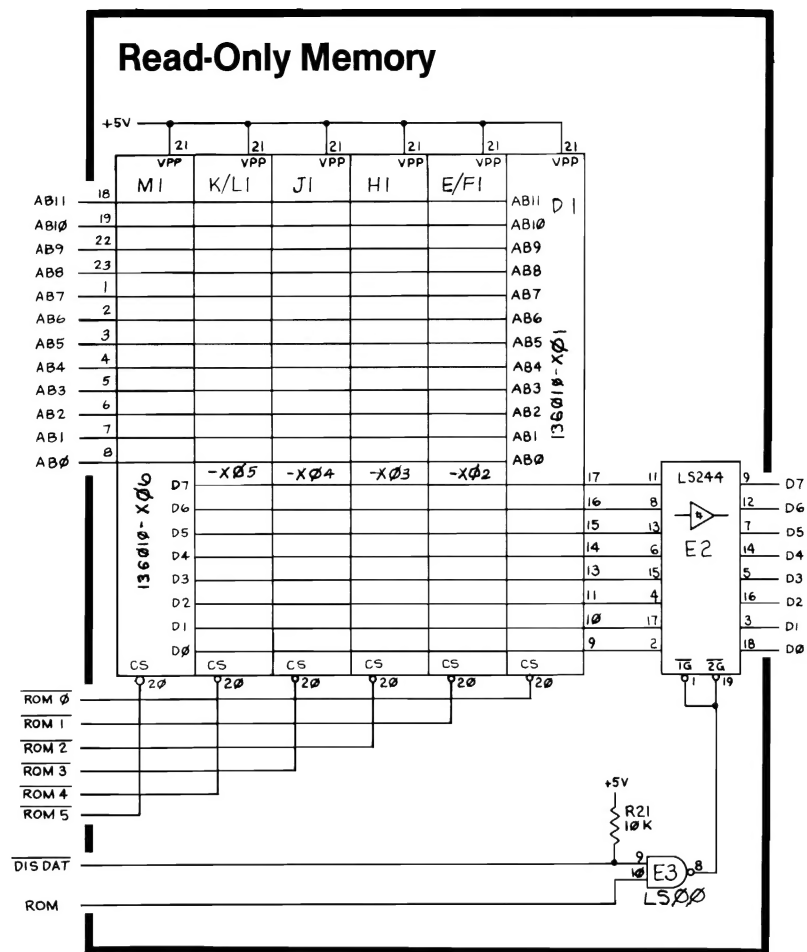 Read-Only Memory
+5V
21 21 21 21 21 21
VPP VPP VPP VPP VPP VPP
M1 K/L1 J1 H1 E/F1 D1
AB11 18 AB11
ABIØ 19 ABIØ
AB9 22 AB9
AB8 23 AB8
AB7 1 AB7
AB6 2 AB6
AB5 3 AB5
AB4 4 AB4
AB3 5 AB3
AB2 6 AB2
AB1 7 AB1
ABØ 8 ABØ
136Ø1Ø-XØ1
136Ø1Ø-XØ6
-XØ5 -XØ4 -XØ3 -XØ2
LS244
E2
D7 17 11 9 D7
D6 16 8 12 D6
D5 15 13 7 D5
D4 14 6 14 D4
D3 13 15 5 D3
D2 11 4 16 D2
D1 1Ø 17 3 D1
DØ 9 2 18 DØ
CS CS CS CS CS CS
2Ø 2Ø 2Ø 2Ø 2Ø 2Ø
1G 2G
1 19
ROM Ø
ROM 1
ROM 2
ROM 3
ROM 4
ROM 5
+5V
R21
1ØK
DIS DAT 9
1Ø E3 8
LSØØ
ROM